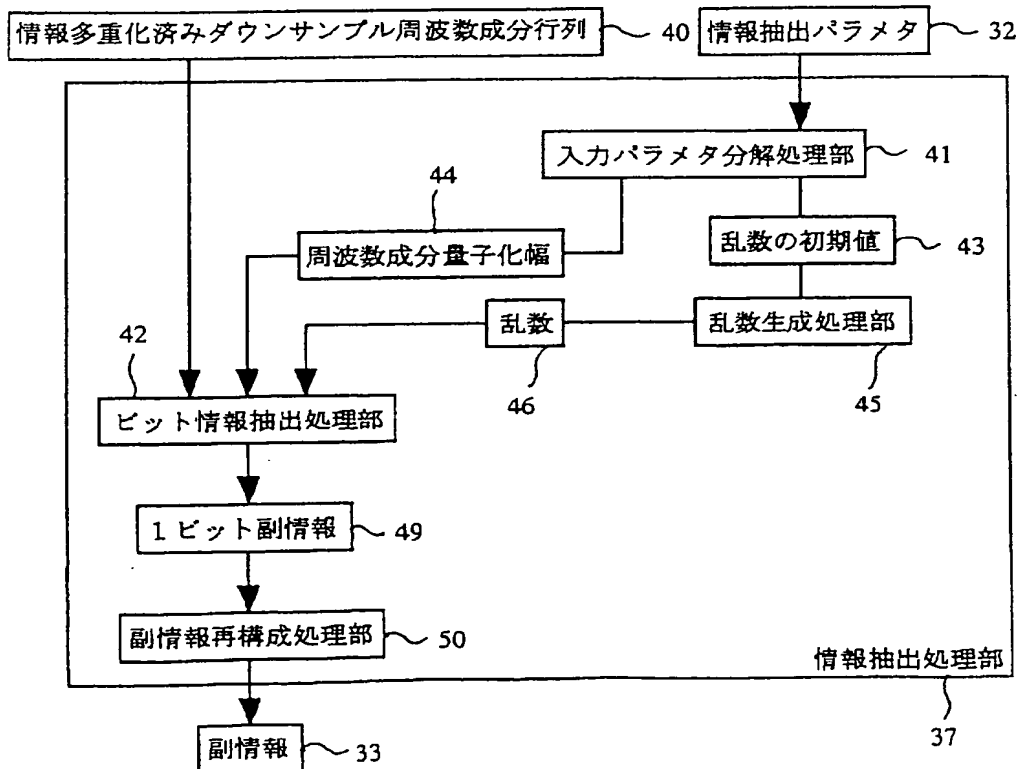 情報多重化済みダウンサンプル周波数成分行列 40 情報抽出パラメタ 32
入力パラメタ分解処理部 41
44
周波数成分量子化幅
乱数の初期値 43
乱数
46
乱数生成処理部
45
42
ビット情報抽出処理部
1ビット副情報 49
副情報再構成処理部 50
情報抽出処理部
37
副情報 33